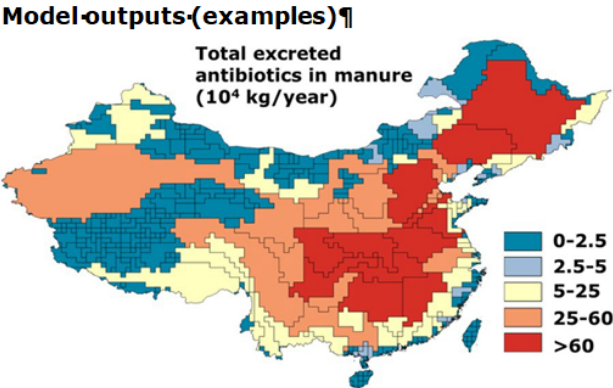 Model·outputs·(examples)¶
Total excreted
antibiotics in manure
(10⁴ kg/year)
0-2.5
2.5-5
5-25
25-60
>60